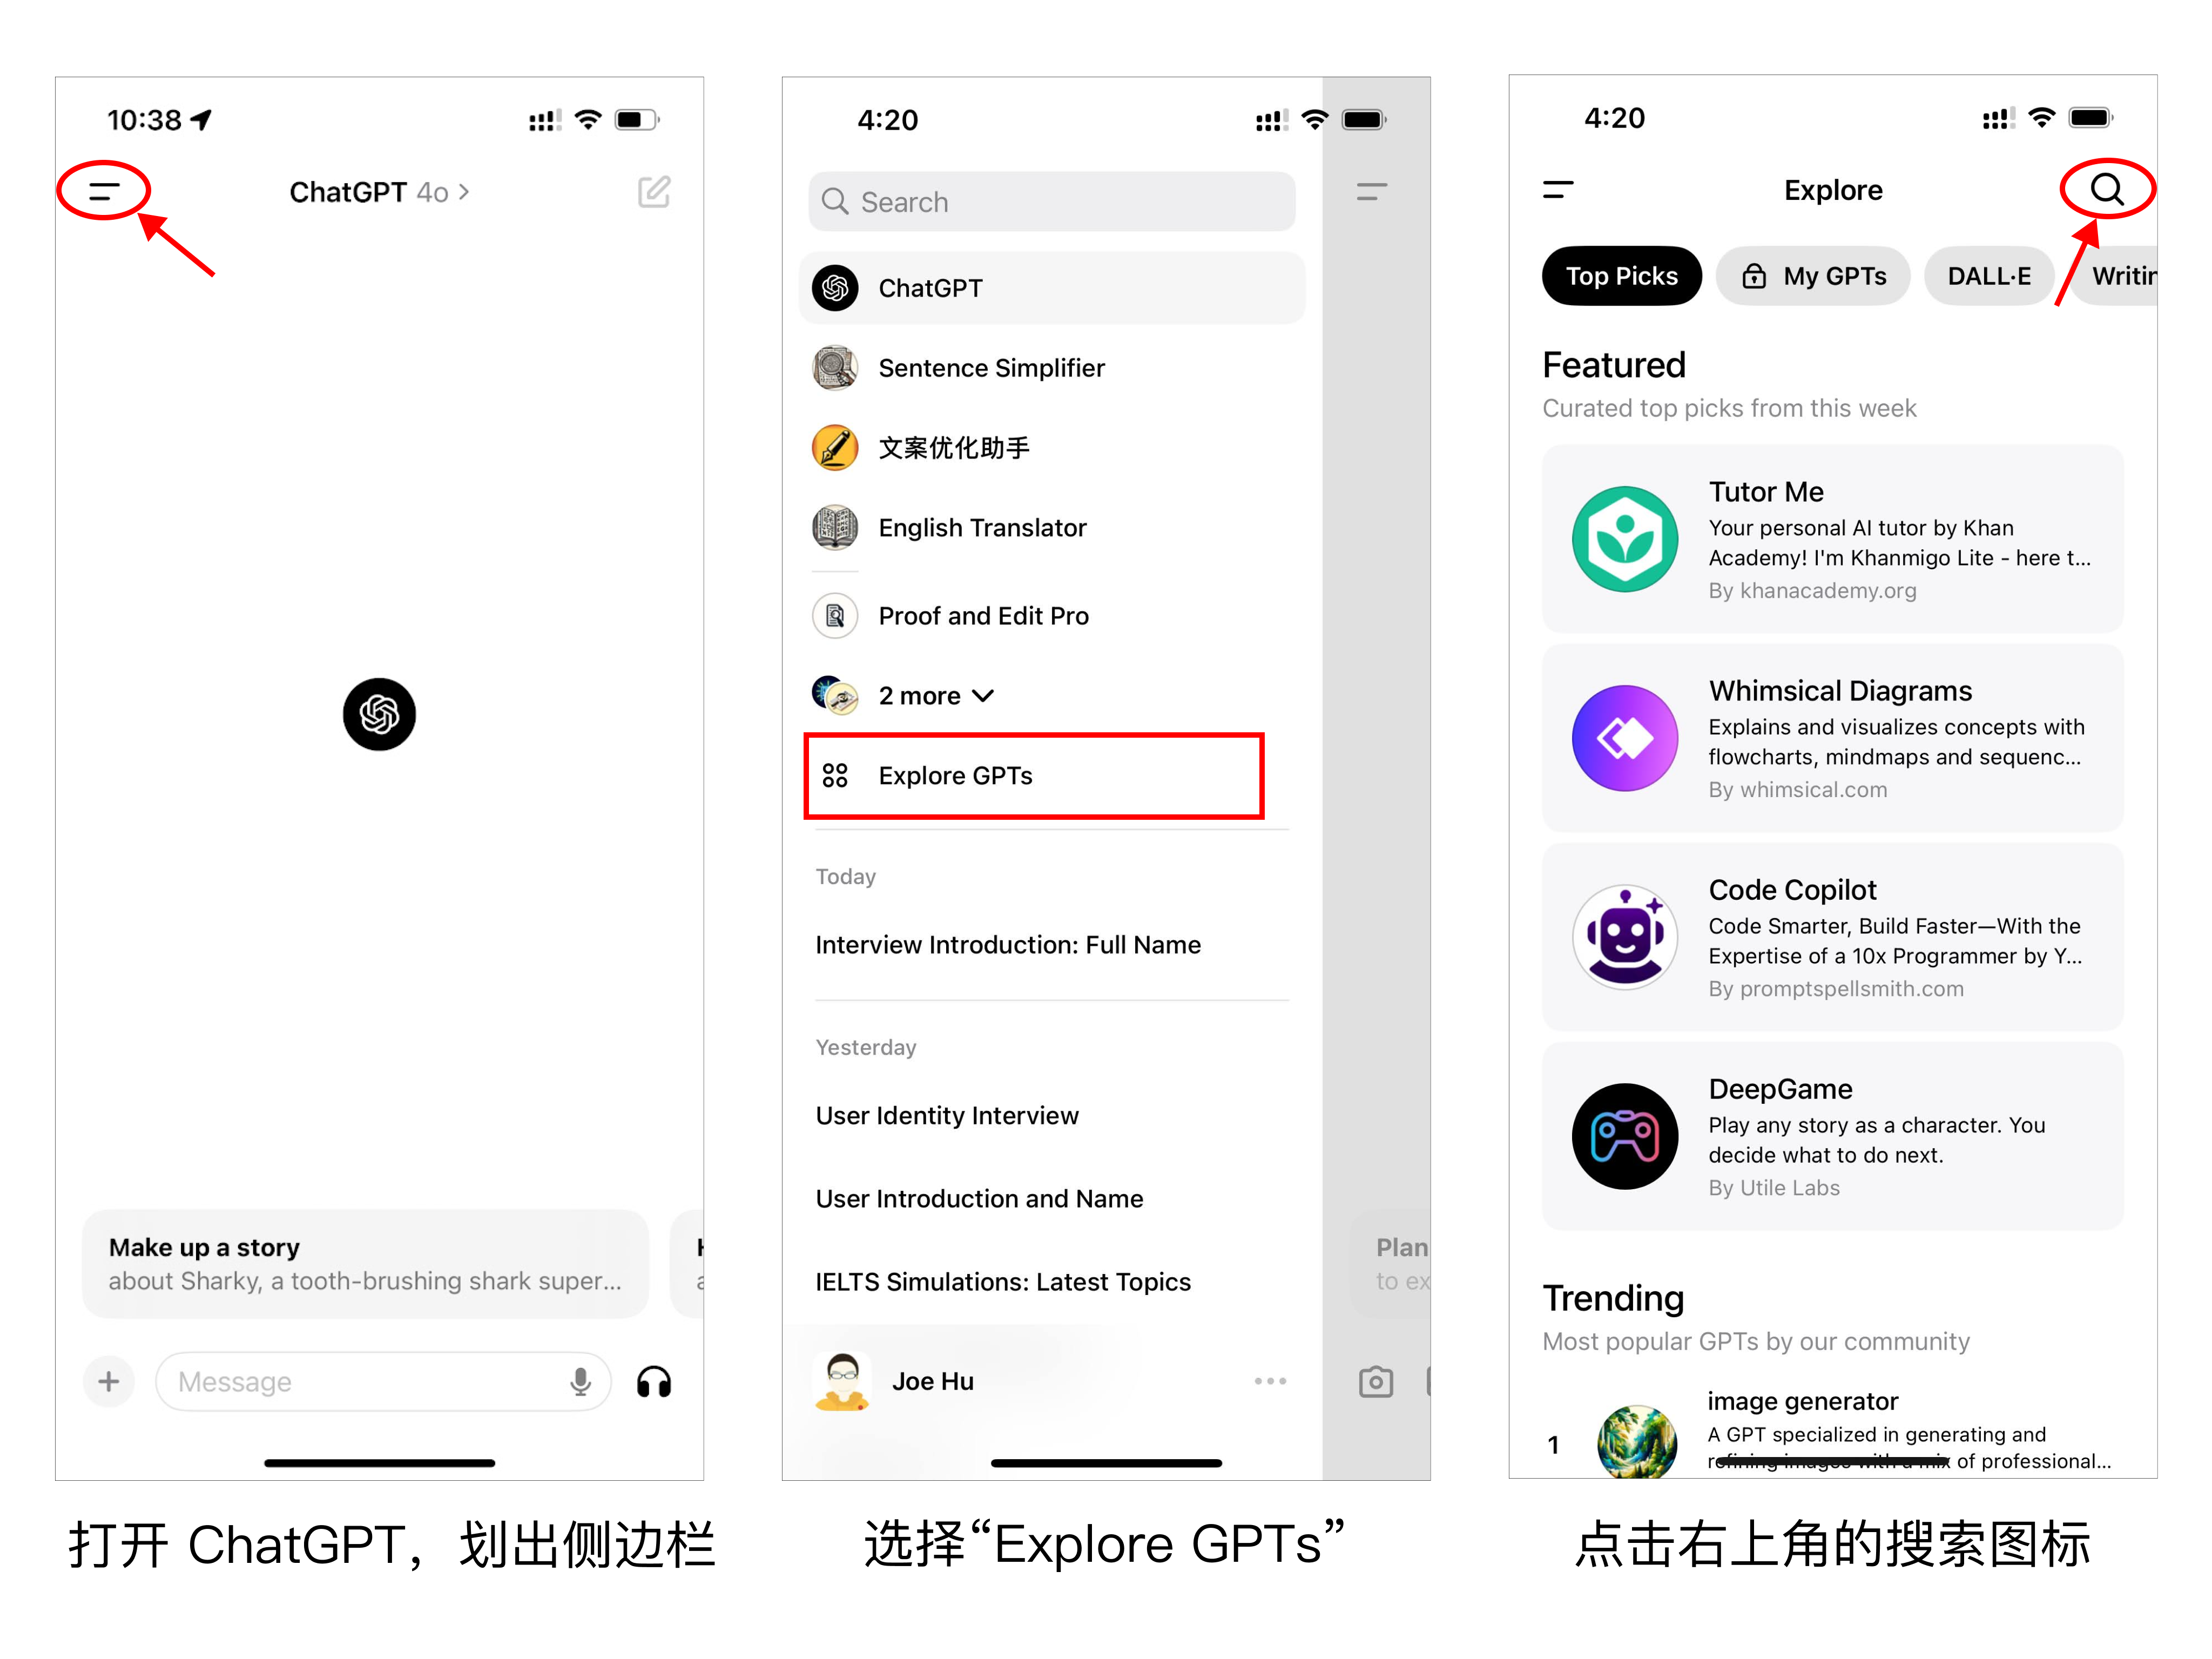 10:38
ChatGPT 4o >
Make up a story
about Sharky, a tooth-brushing shark super...
Message
打开 ChatGPT，划出侧边栏
4:20
Search
ChatGPT
Sentence Simplifier
文案优化助手
English Translator
Proof and Edit Pro
2 more
Explore GPTs
Today
Interview Introduction: Full Name
Yesterday
User Identity Interview
User Introduction and Name
IELTS Simulations: Latest Topics
Joe Hu
Plan
to ex
选择“Explore GPTs”
4:20
Explore
Top Picks
My GPTs
DALL·E
Writin
Featured
Curated top picks from this week
Tutor Me
Your personal AI tutor by Khan
Academy! I'm Khanmigo Lite - here t...
By khanacademy.org
Whimsical Diagrams
Explains and visualizes concepts with
flowcharts, mindmaps and sequenc...
By whimsical.com
Code Copilot
Code Smarter, Build Faster—With the
Expertise of a 10x Programmer by Y...
By promptspellsmith.com
DeepGame
Play any story as a character. You
decide what to do next.
By Utile Labs
Trending
Most popular GPTs by our community
1
image generator
A GPT specialized in generating and
refining images with a mix of professional...
点击右上角的搜索图标